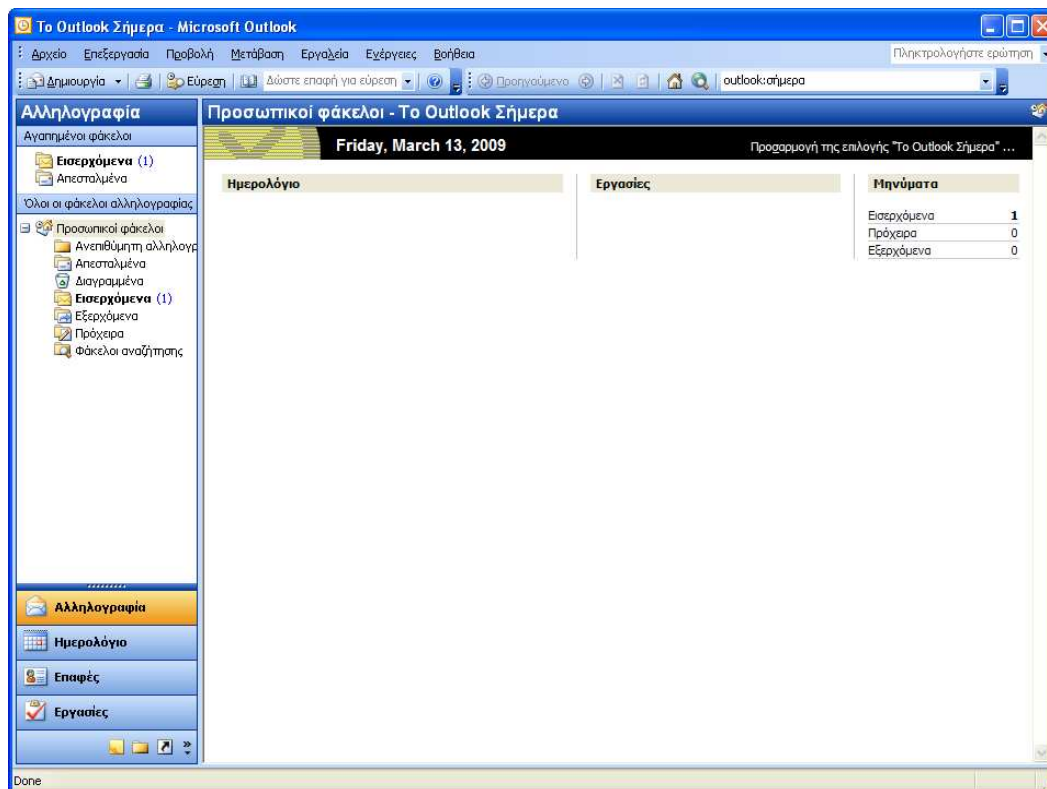 Το Outlook Σήμερα - Microsoft Outlook
Αρχείο Επεξεργασία Προβολή Μετάβαση Εργαλεία Ενέργειες Βοήθεια Πληκτρολογήστε ερώτηση
Δημιουργία Εύρεση Δώστε επαφή για εύρεση Προηγούμενο outlook:σήμερα
Αλληλογραφία
Προσωπικοί φάκελοι - Το Outlook Σήμερα
Αγαπημένοι φάκελοι
Εισερχόμενα (1)
Απεσταλμένα
Όλοι οι φάκελοι αλληλογραφίας
Προσωπικοί φάκελοι
Ανεπιθύμητη αλληλογρ
Απεσταλμένα
Διαγραμμένα
Εισερχόμενα (1)
Εξερχόμενα
Πρόχειρα
Φάκελοι αναζήτησης
Friday, March 13, 2009
Προσαρμογή της επιλογής "Το Outlook Σήμερα" ...
Ημερολόγιο
Εργασίες
Μηνύματα
Εισερχόμενα 1
Πρόχειρα 0
Εξερχόμενα 0
Αλληλογραφία
Ημερολόγιο
Επαφές
Εργασίες
Done